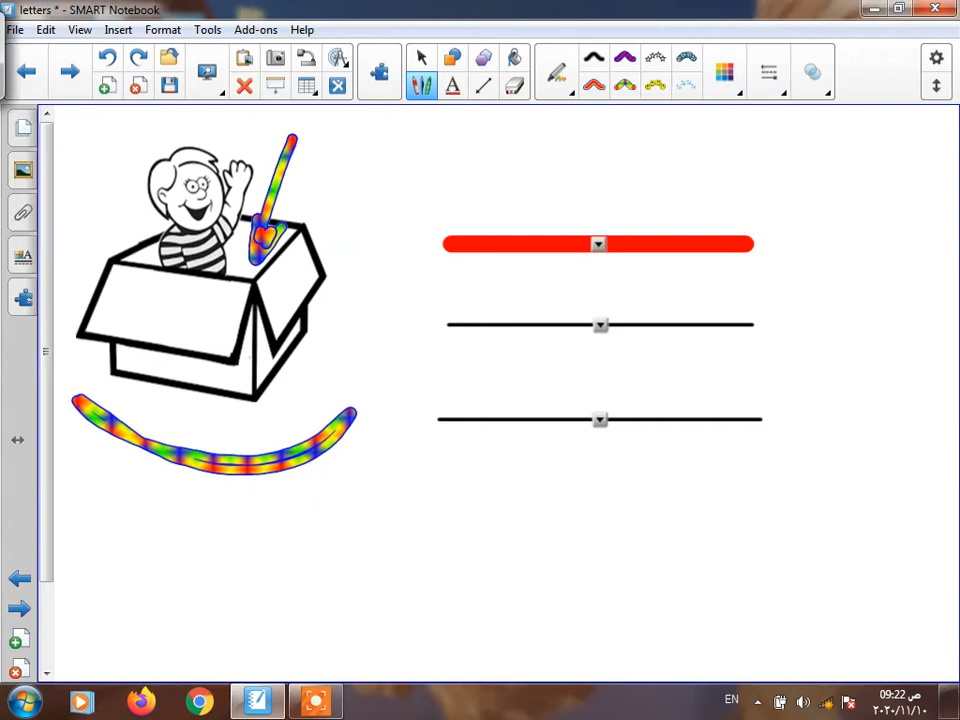 letters * - SMART Notebook
File Edit View Insert Format Tools Add-ons Help
EN
09:22 ص
٢٠٢٠/١١/١٠